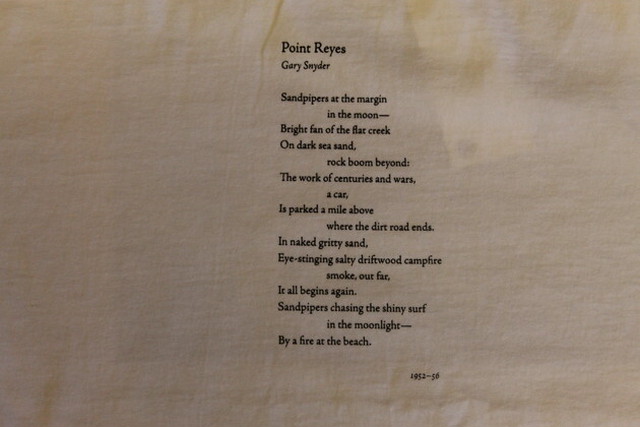 Point Reyes
Gary Snyder
Sandpipers at the margin
in the moon—
Bright fan of the flat creek
On dark sea sand,
rock boom beyond:
The work of centuries and wars,
a car,
Is parked a mile above
where the dirt road ends.
In naked gritty sand,
Eye-stinging salty driftwood campfire
smoke, out far,
It all begins again.
Sandpipers chasing the shiny surf
in the moonlight—
By a fire at the beach.
1952–56